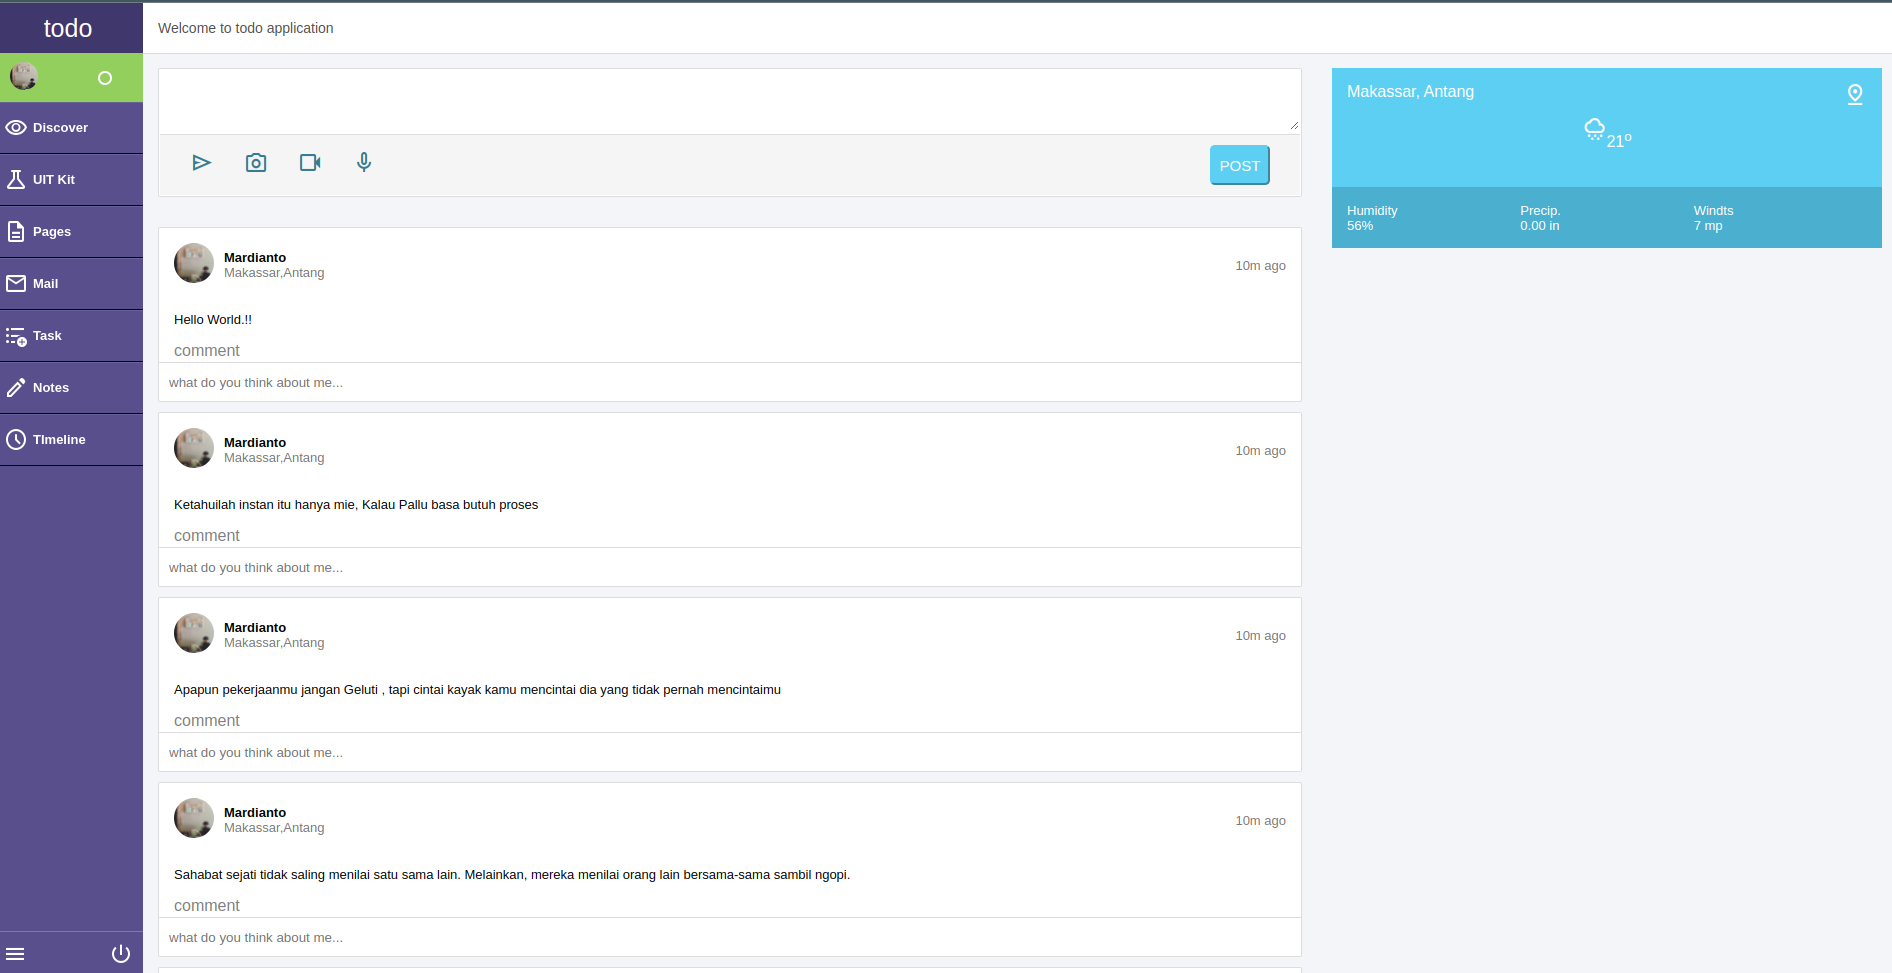 todo
Welcome to todo application
Discover
UIT Kit
Pages
Mail
Task
Notes
TImeline
POST
Mardianto
Makassar,Antang
10m ago
Hello World.!!
comment
what do you think about me...
Mardianto
Makassar,Antang
10m ago
Ketahuilah instan itu hanya mie, Kalau Pallu basa butuh proses
comment
what do you think about me...
Mardianto
Makassar,Antang
10m ago
Apapun pekerjaanmu jangan Geluti , tapi cintai kayak kamu mencintai dia yang tidak pernah mencintaimu
comment
what do you think about me...
Mardianto
Makassar,Antang
10m ago
Sahabat sejati tidak saling menilai satu sama lain. Melainkan, mereka menilai orang lain bersama-sama sambil ngopi.
comment
what do you think about me...
Makassar, Antang
21º
Humidity
56%
Precip.
0.00 in
Windts
7 mp